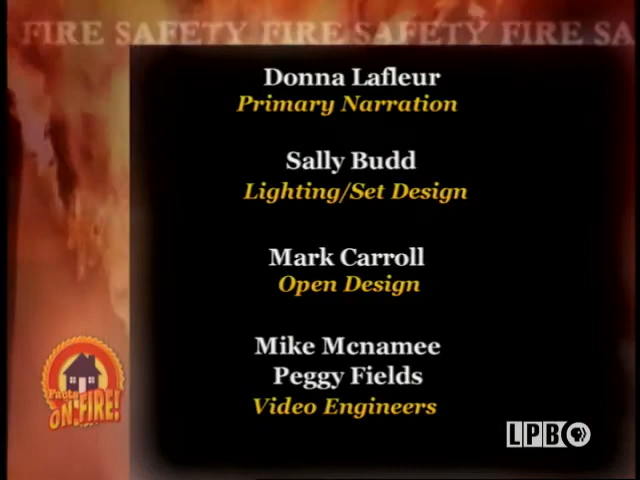 FIRE SAFETY FIRE SAFETY FIRE SA
Donna Lafleur
Primary Narration
Sally Budd
Lighting/Set Design
Mark Carroll
Open Design
Mike Mcnamee
Peggy Fields
Video Engineers
Facts
ON FIRE!
LPB